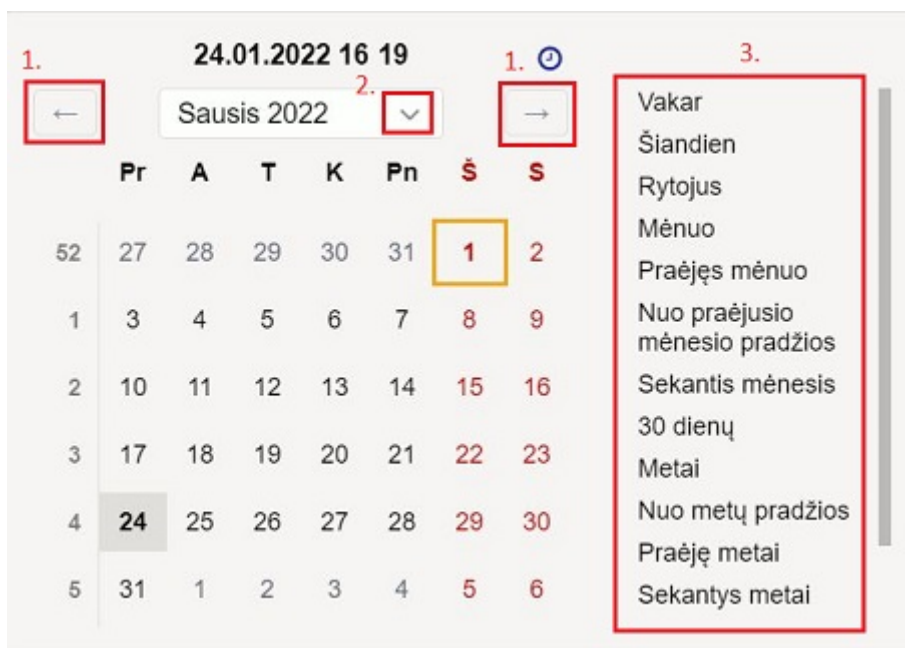 24.01.2022 16 19
1.
1.
3.
2.
←
Sausis 2022
→
Pr A T K Pn Š S
52 27 28 29 30 31 1 2
1 3 4 5 6 7 8 9
2 10 11 12 13 14 15 16
3 17 18 19 20 21 22 23
4 24 25 26 27 28 29 30
5 31 1 2 3 4 5 6
Vakar
Šiandien
Rytojus
Mėnuo
Praėjęs mėnuo
Nuo praėjusio
mėnesio pradžios
Sekantis mėnesis
30 dienų
Metai
Nuo metų pradžios
Praėję metai
Sekantys metai